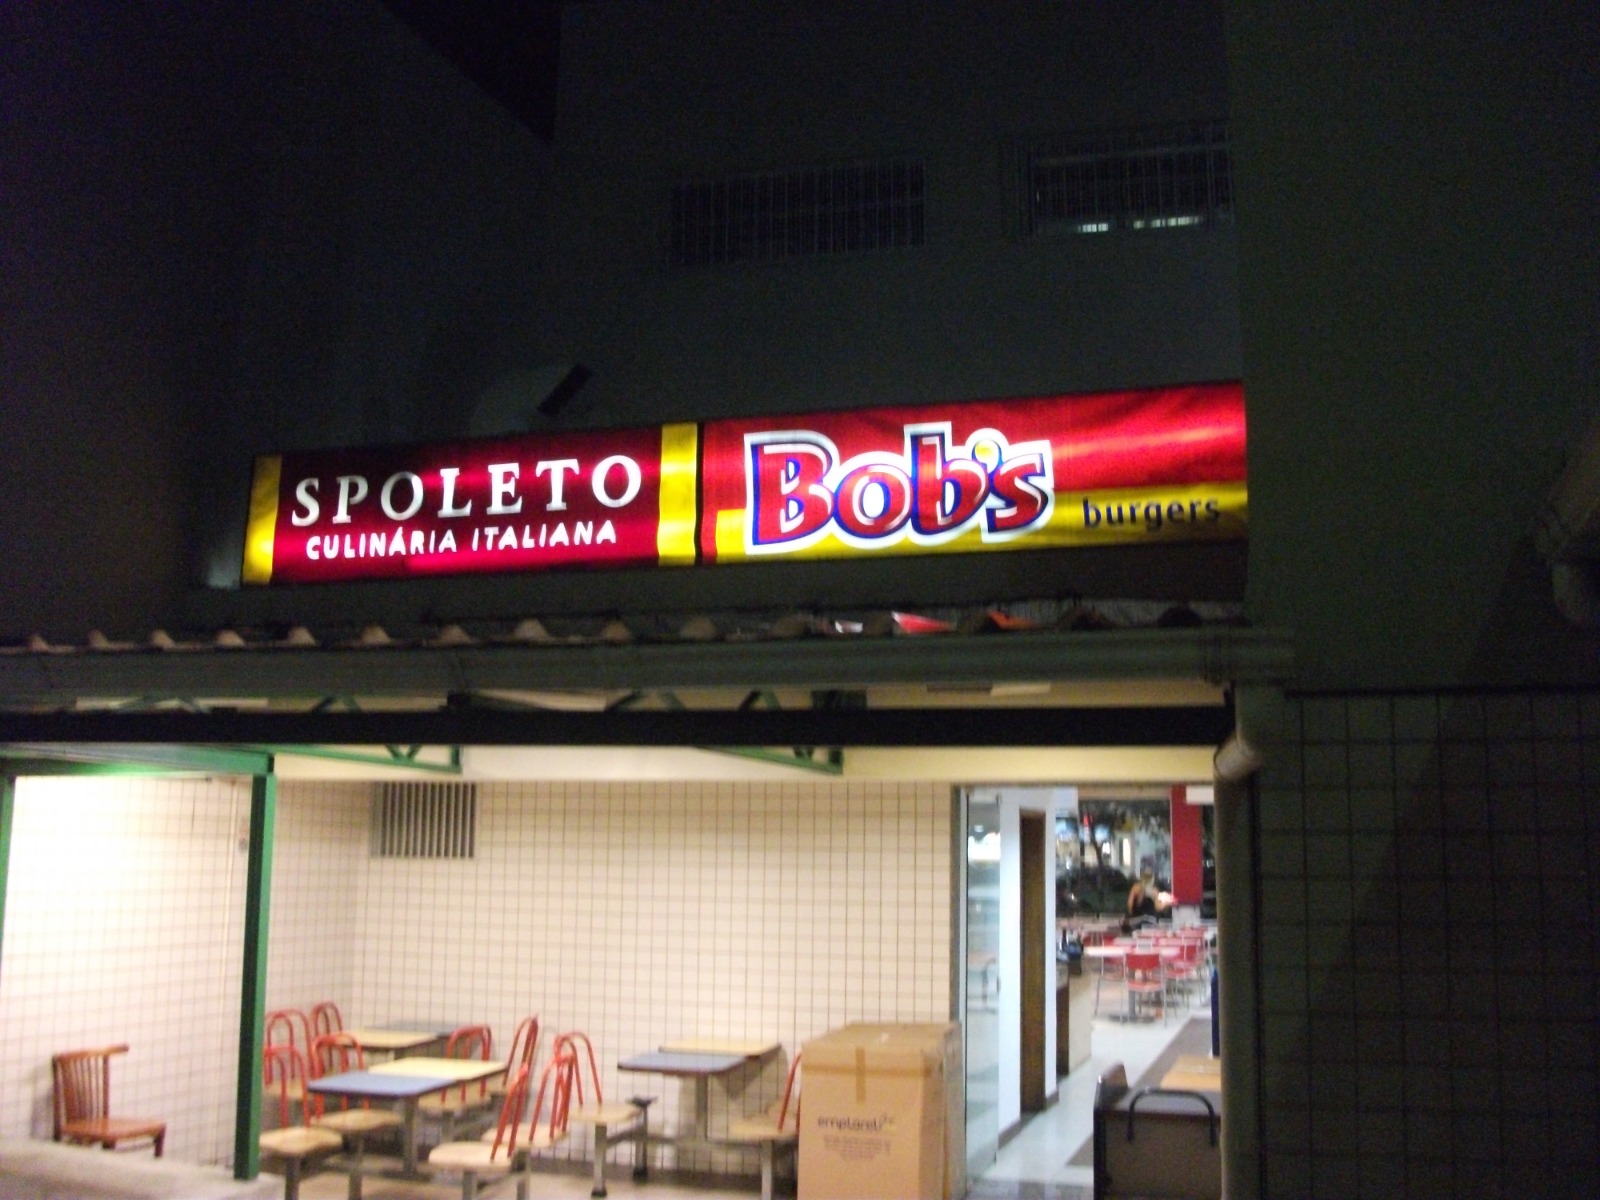 SPOLETO
CULINÁRIA ITALIANA
Bob's
burgers